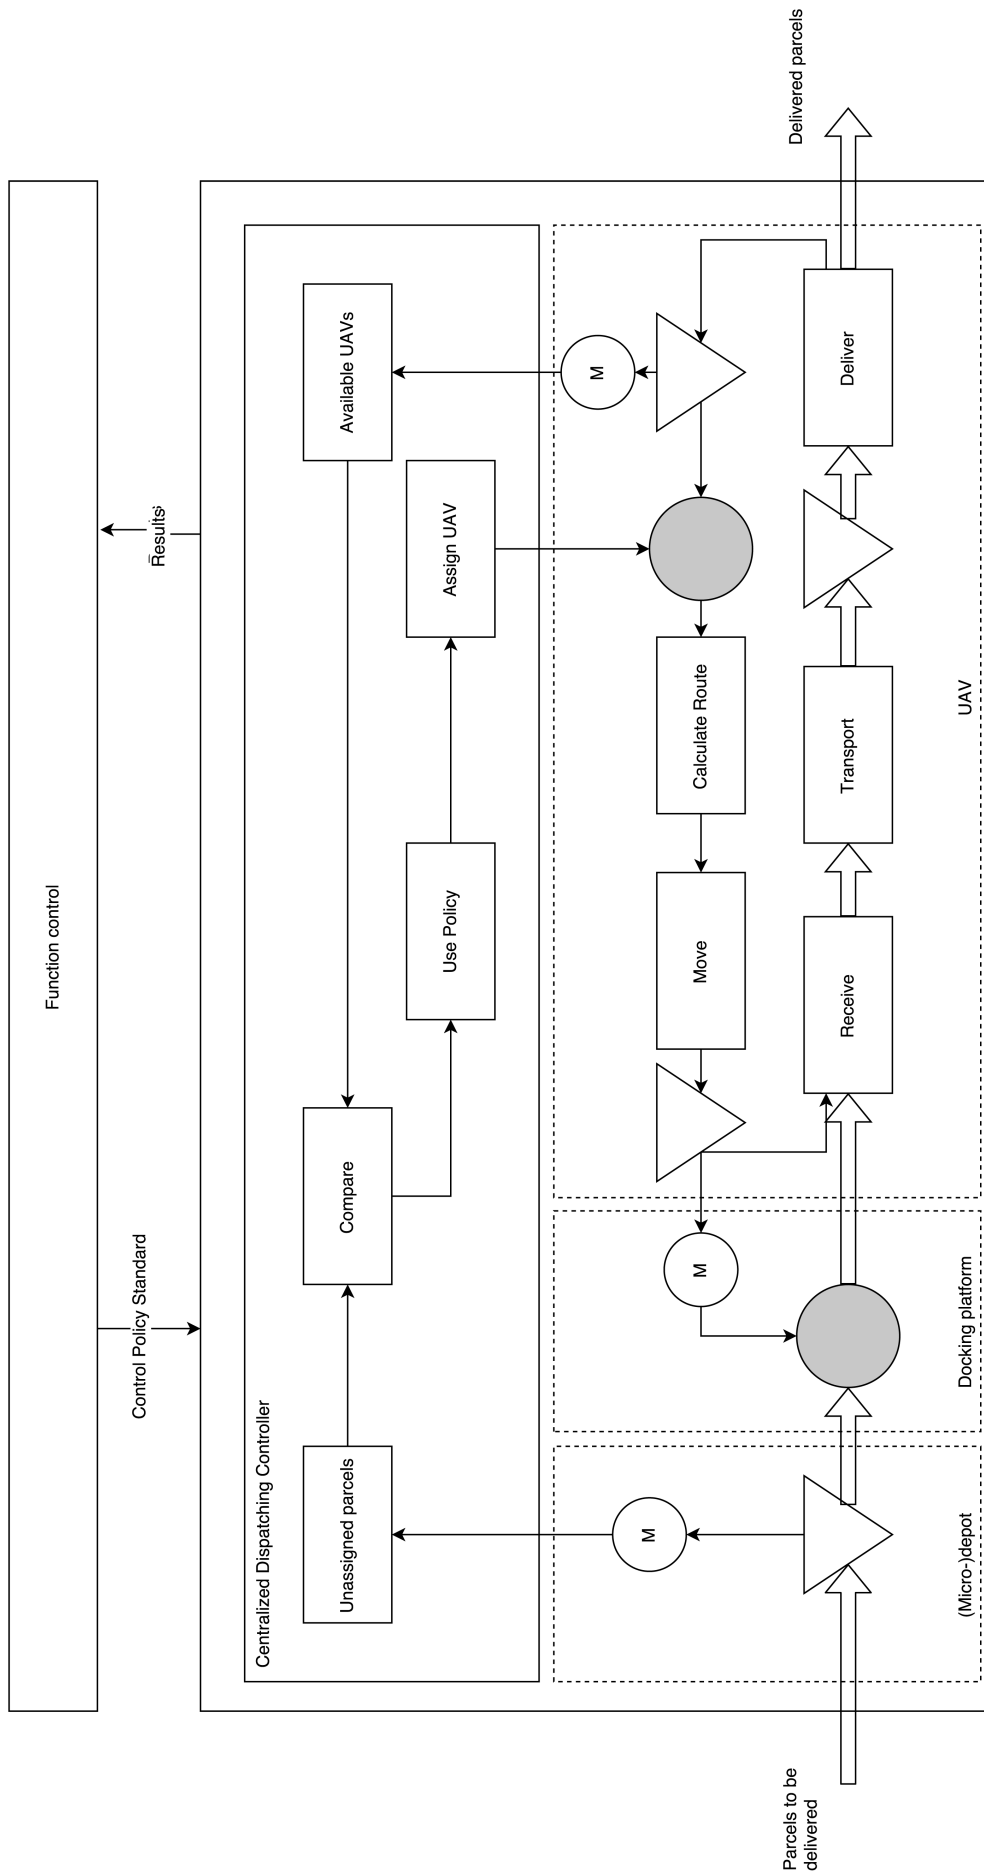 Function control
Control Policy Standard
Results
Centralized Dispatching Controller
Unassigned parcels
Compare
Available UAVs
Use Policy
Assign UAV
M
M
M
Move
Calculate Route
Receive
Transport
Deliver
(Micro-)depot
Docking platform
UAV
Parcels to be
delivered
Delivered parcels